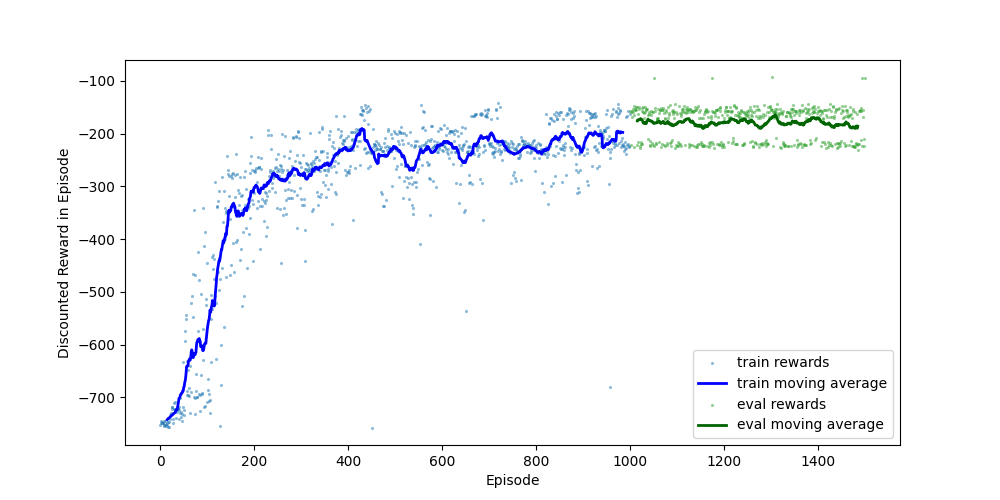 −100
−200
−300
−400
−500
−600
−700
Discounted Reward in Episode
0 200 400 600 800 1000 1200 1400
Episode
train rewards
train moving average
eval rewards
eval moving average